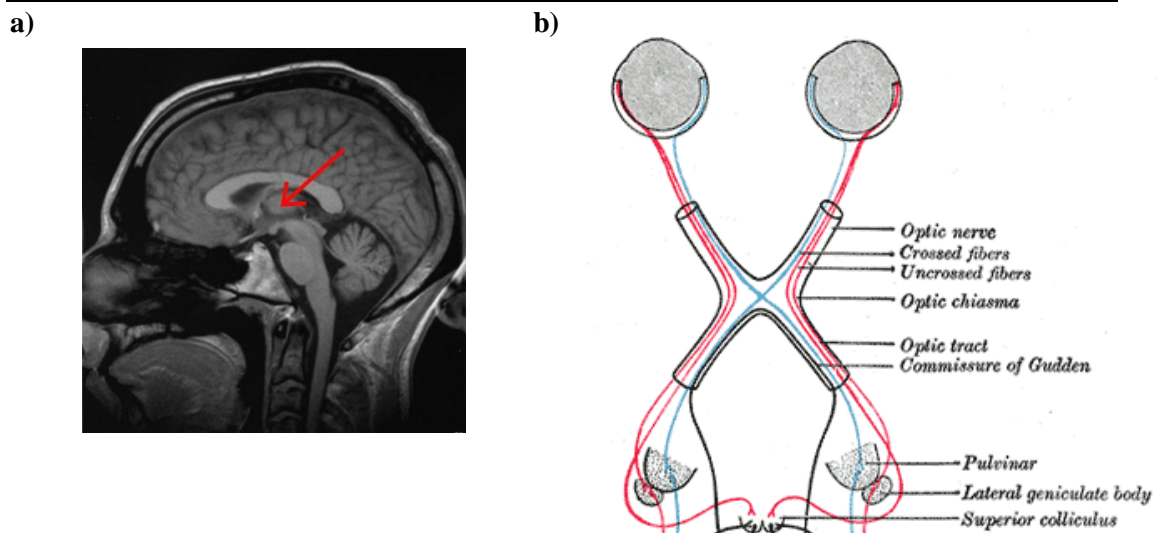 a)
b)
Optic nerve
Crossed fibers
Uncrossed fibers
Optic chiasma
Optic tract
Commissure of Gudden
Pulvinar
Lateral geniculate body
Superior colliculus